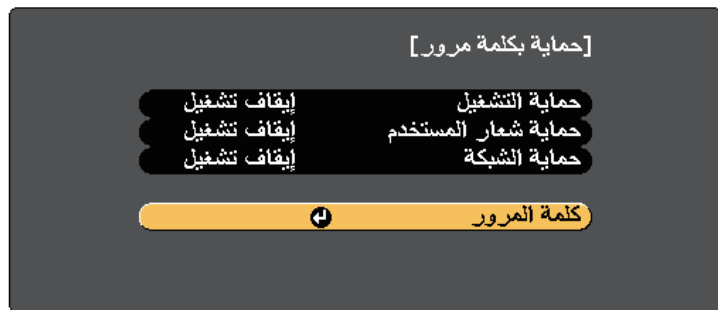 [حماية بكلمة مرور]
حماية التشغيل إيقاف تشغيل
حماية شعار المستخدم إيقاف تشغيل
حماية الشبكة إيقاف تشغيل
كلمة المرور